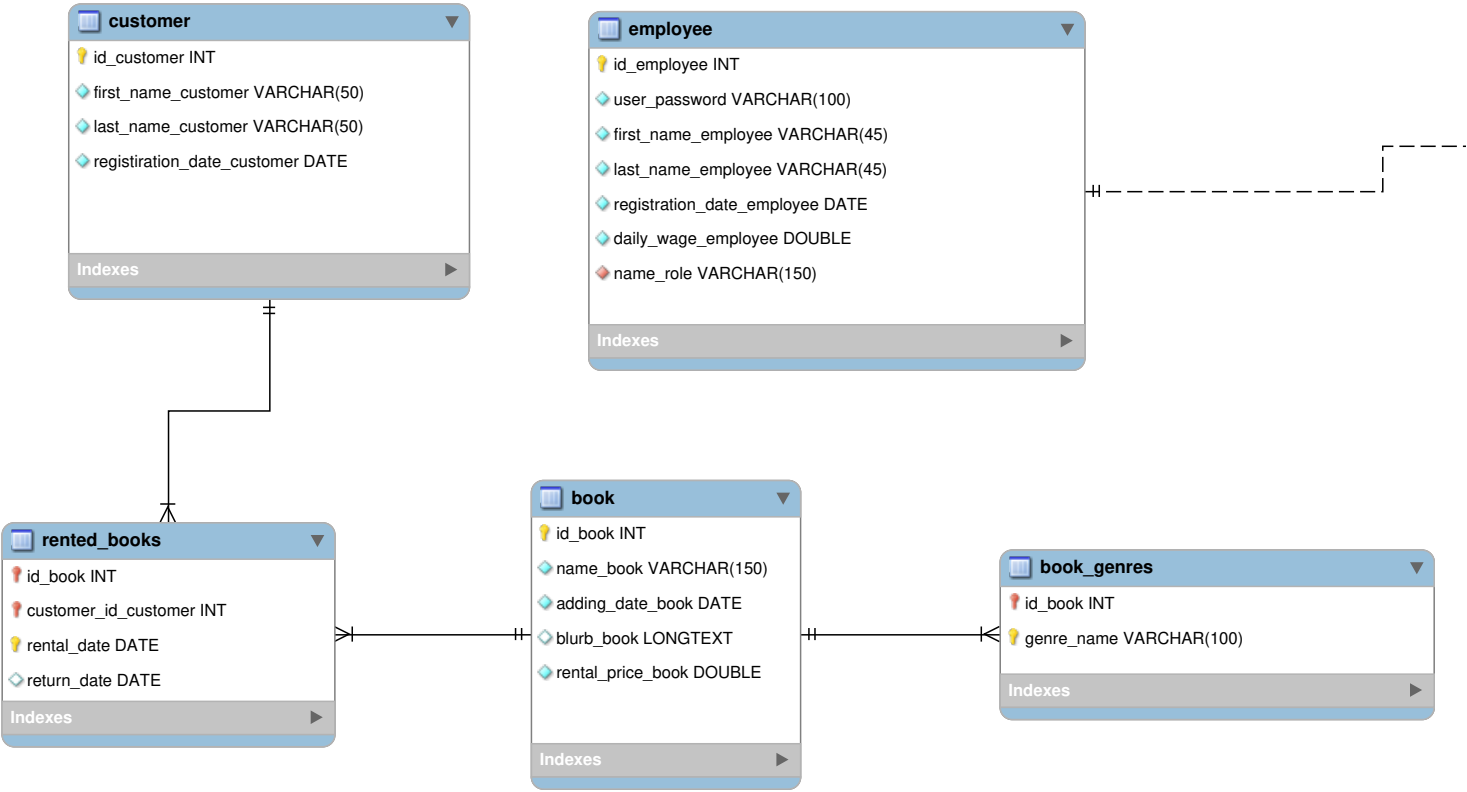 customer
id_customer INT
first_name_customer VARCHAR(50)
last_name_customer VARCHAR(50)
registiration_date_customer DATE
Indexes
employee
id_employee INT
user_password VARCHAR(100)
first_name_employee VARCHAR(45)
last_name_employee VARCHAR(45)
registration_date_employee DATE
daily_wage_employee DOUBLE
name_role VARCHAR(150)
Indexes
rented_books
id_book INT
customer_id_customer INT
rental_date DATE
return_date DATE
Indexes
book
id_book INT
name_book VARCHAR(150)
adding_date_book DATE
blurb_book LONGTEXT
rental_price_book DOUBLE
Indexes
book_genres
id_book INT
genre_name VARCHAR(100)
Indexes